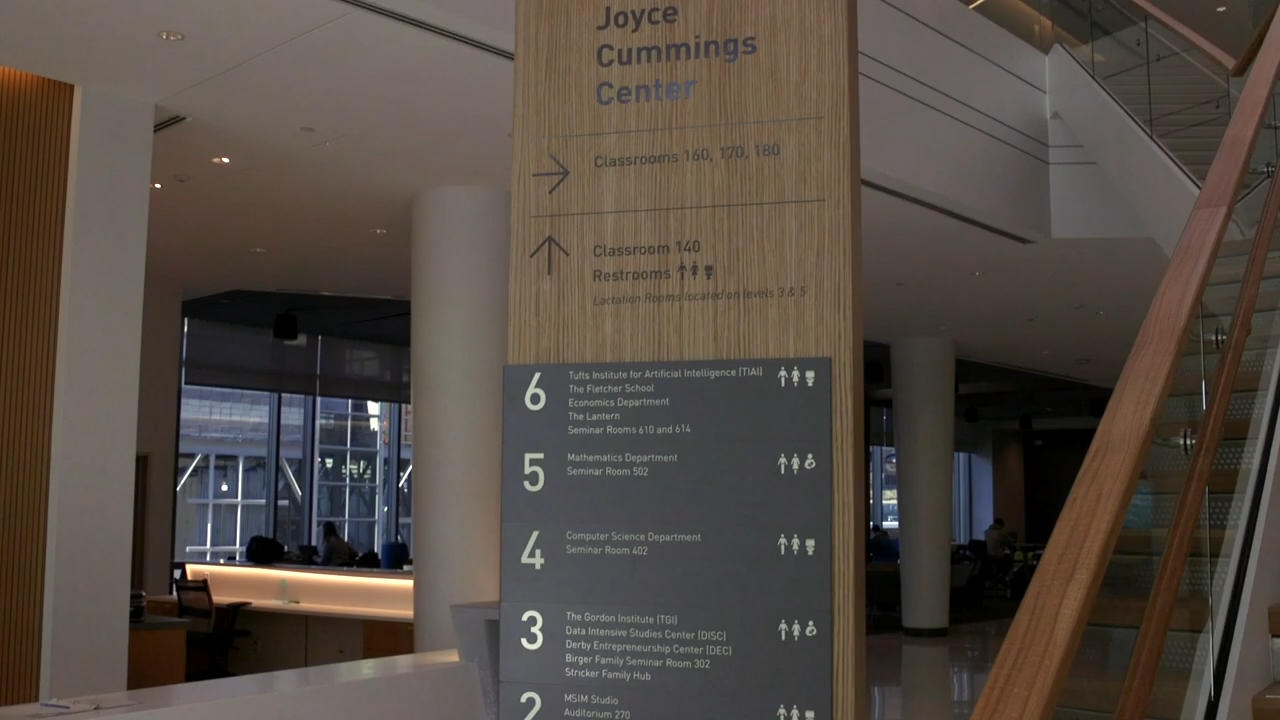 Joyce
Cummings
Center
Classrooms 160, 170, 180
Classroom 140
Restrooms
Lactation Rooms located on levels 3 & 5
6
Tufts Institute for Artificial Intelligence [TIAI]
The Fletcher School
Economics Department
The Lantern
Seminar Rooms 610 and 614
5
Mathematics Department
Seminar Room 502
4
Computer Science Department
Seminar Room 402
3
The Gordon Institute [TGI]
Data Intensive Studies Center [DISC]
Derby Entrepreneurship Center [DEC]
Birger Family Seminar Room 302
Stricker Family Hub
2
MSIM Studio
Auditorium 270